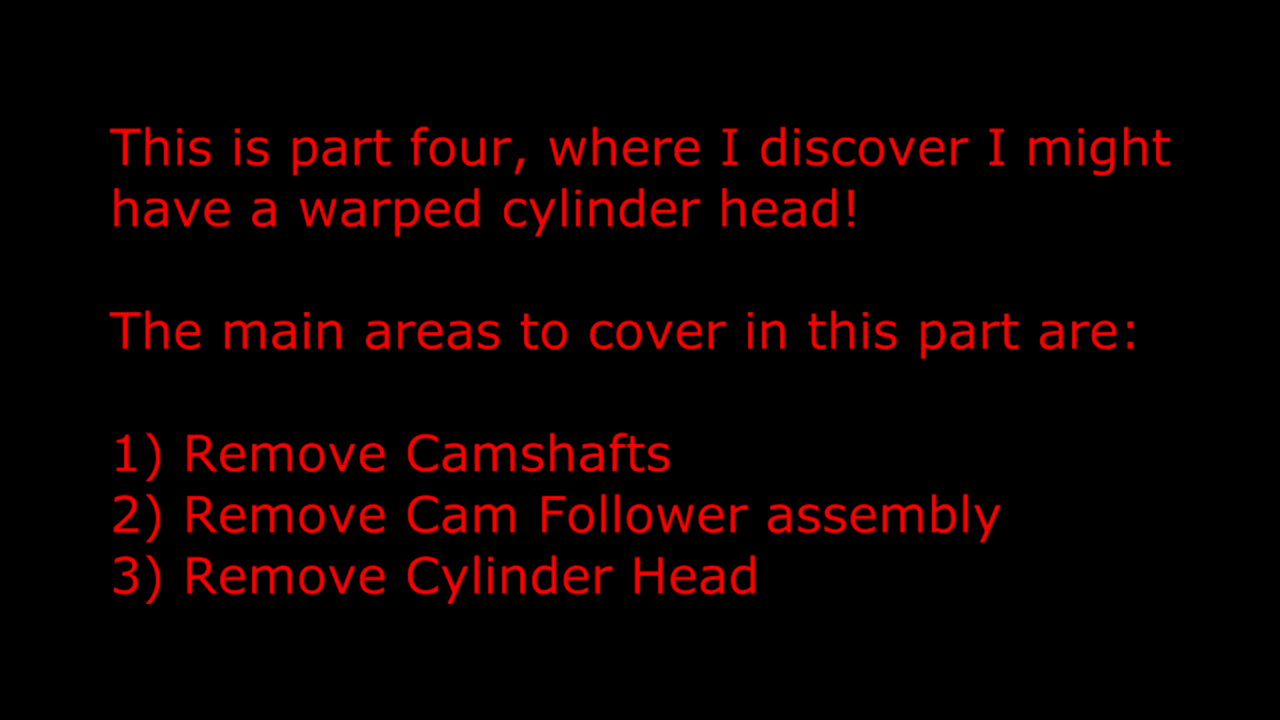 This is part four, where I discover I might
have a warped cylinder head!
The main areas to cover in this part are:
1) Remove Camshafts
2) Remove Cam Follower assembly
3) Remove Cylinder Head